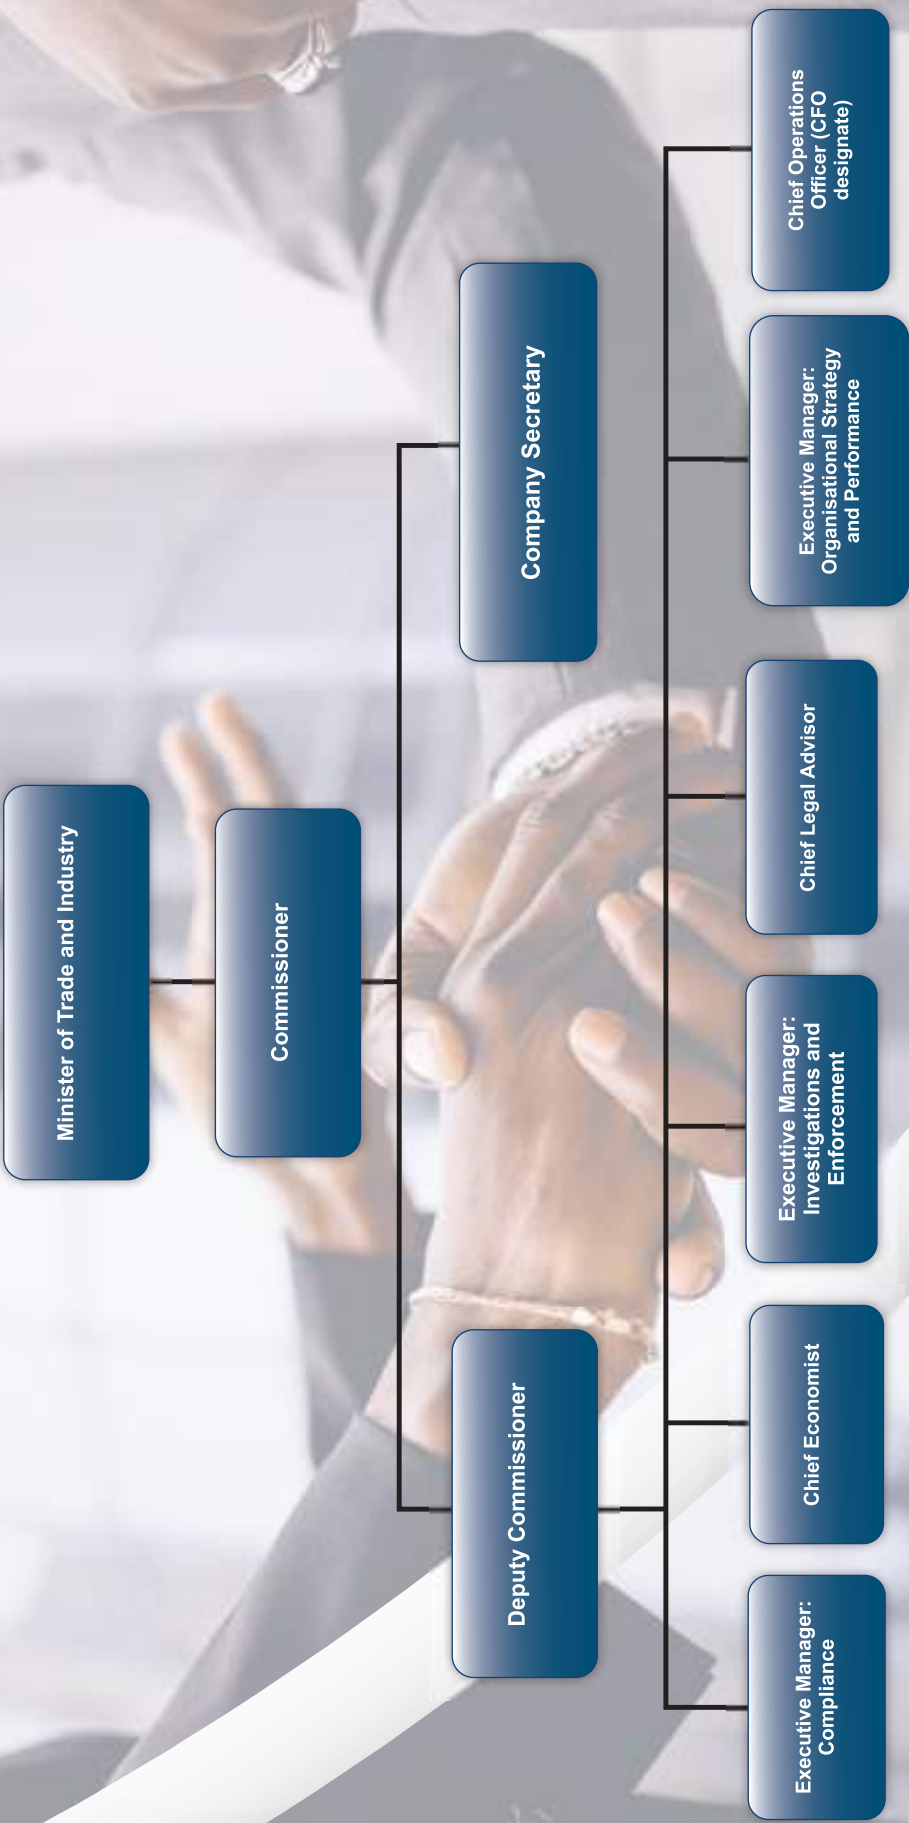 Minister of Trade and Industry
Commissioner
Deputy Commissioner
Company Secretary
Executive Manager:
Compliance
Chief Economist
Executive Manager:
Investigations and
Enforcement
Chief Legal Advisor
Executive Manager:
Organisational Strategy
and Performance
Chief Operations
Officer (CFO
designate)